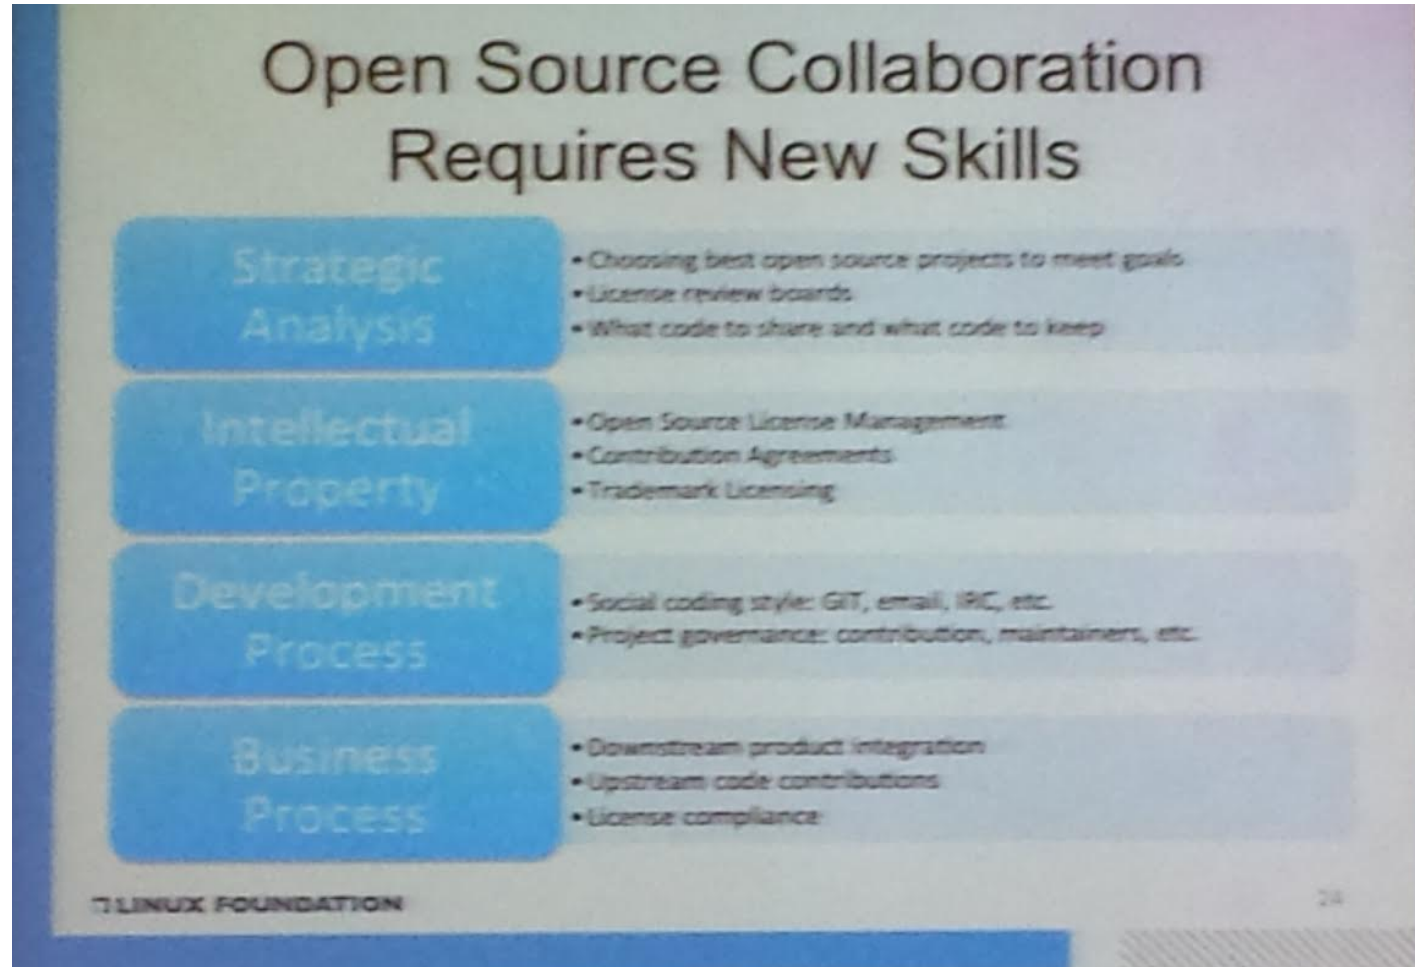 Open Source Collaboration
Requires New Skills
Strategic
Analysis
• Choosing best open source projects to meet goals
• License review boards
• What code to share and what code to keep
Intellectual
Property
• Open Source License Management
• Contribution Agreements
• Trademark Licensing
Development
Process
• Social coding style: GIT, email, IRC, etc.
• Project governance: contribution, maintainers, etc.
Business
Process
• Downstream product integration
• Upstream code contributions
• License compliance
LINUX FOUNDATION
24